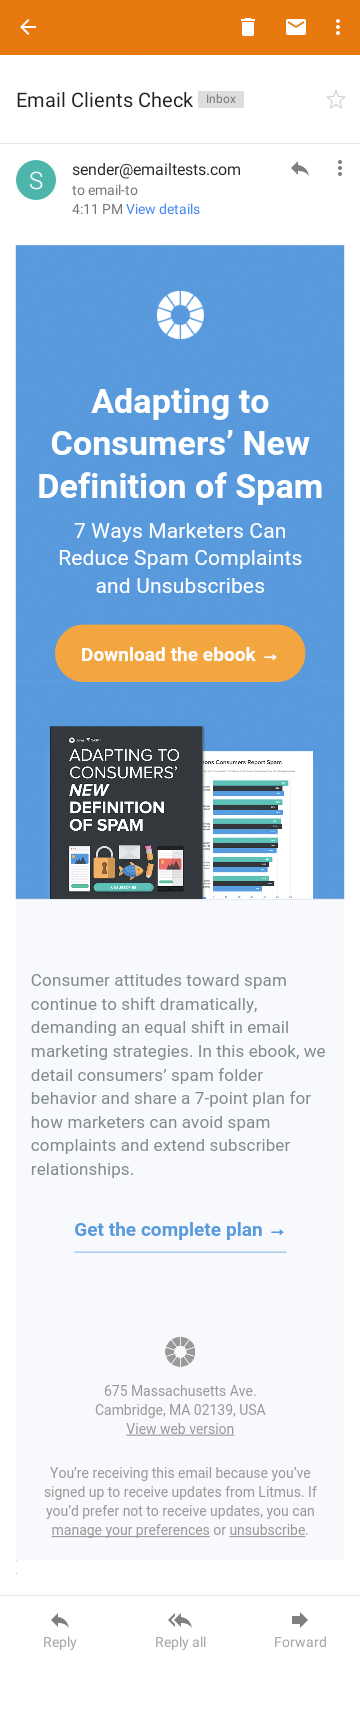 Email Clients Check Inbox
S
sender@emailtests.com
to email-to
4:11 PM View details
Adapting to
Consumers’ New
Definition of Spam
7 Ways Marketers Can
Reduce Spam Complaints
and Unsubscribes
Download the ebook →
ADAPTING TO
CONSUMERS’
NEW
DEFINITION
OF SPAM
UNSUBSCRIBE
Consumers Report Spam
Consumer attitudes toward spam
continue to shift dramatically,
demanding an equal shift in email
marketing strategies. In this ebook, we
detail consumers’ spam folder
behavior and share a 7-point plan for
how marketers can avoid spam
complaints and extend subscriber
relationships.
Get the complete plan →
675 Massachusetts Ave.
Cambridge, MA 02139, USA
View web version
You’re receiving this email because you’ve
signed up to receive updates from Litmus. If
you’d prefer not to receive updates, you can
manage your preferences or unsubscribe.
Reply
Reply all
Forward